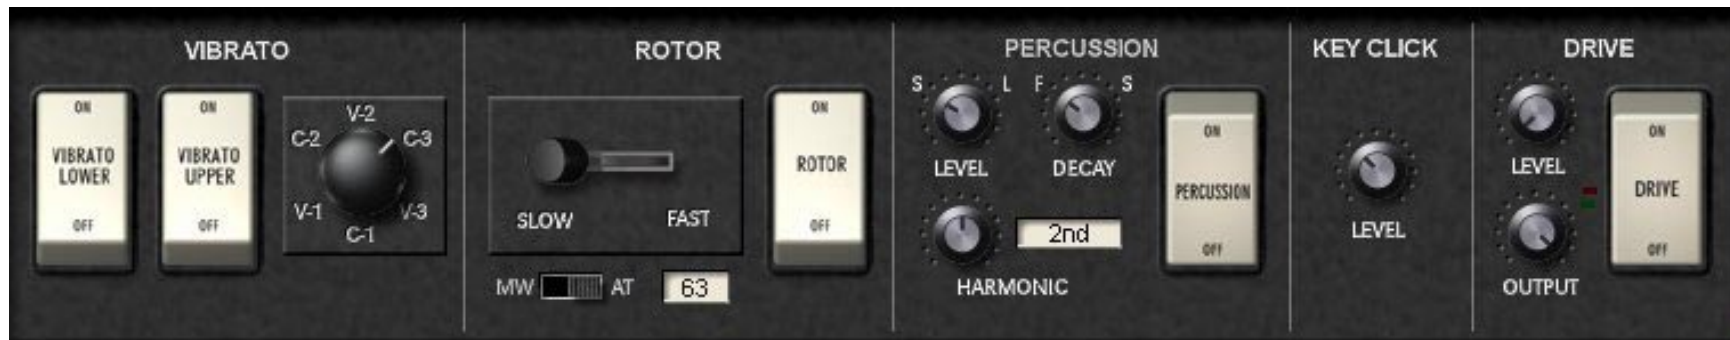 VIBRATO
ON
VIBRATO
LOWER
OFF
ON
VIBRATO
UPPER
OFF
V-2
C-2
C-3
V-1
V-3
C-1
ROTOR
SLOW
FAST
MW
AT
63
ON
ROTOR
OFF
PERCUSSION
S
L
F
S
LEVEL
DECAY
HARMONIC
2nd
ON
PERCUSSION
OFF
KEY CLICK
LEVEL
DRIVE
LEVEL
OUTPUT
ON
DRIVE
OFF